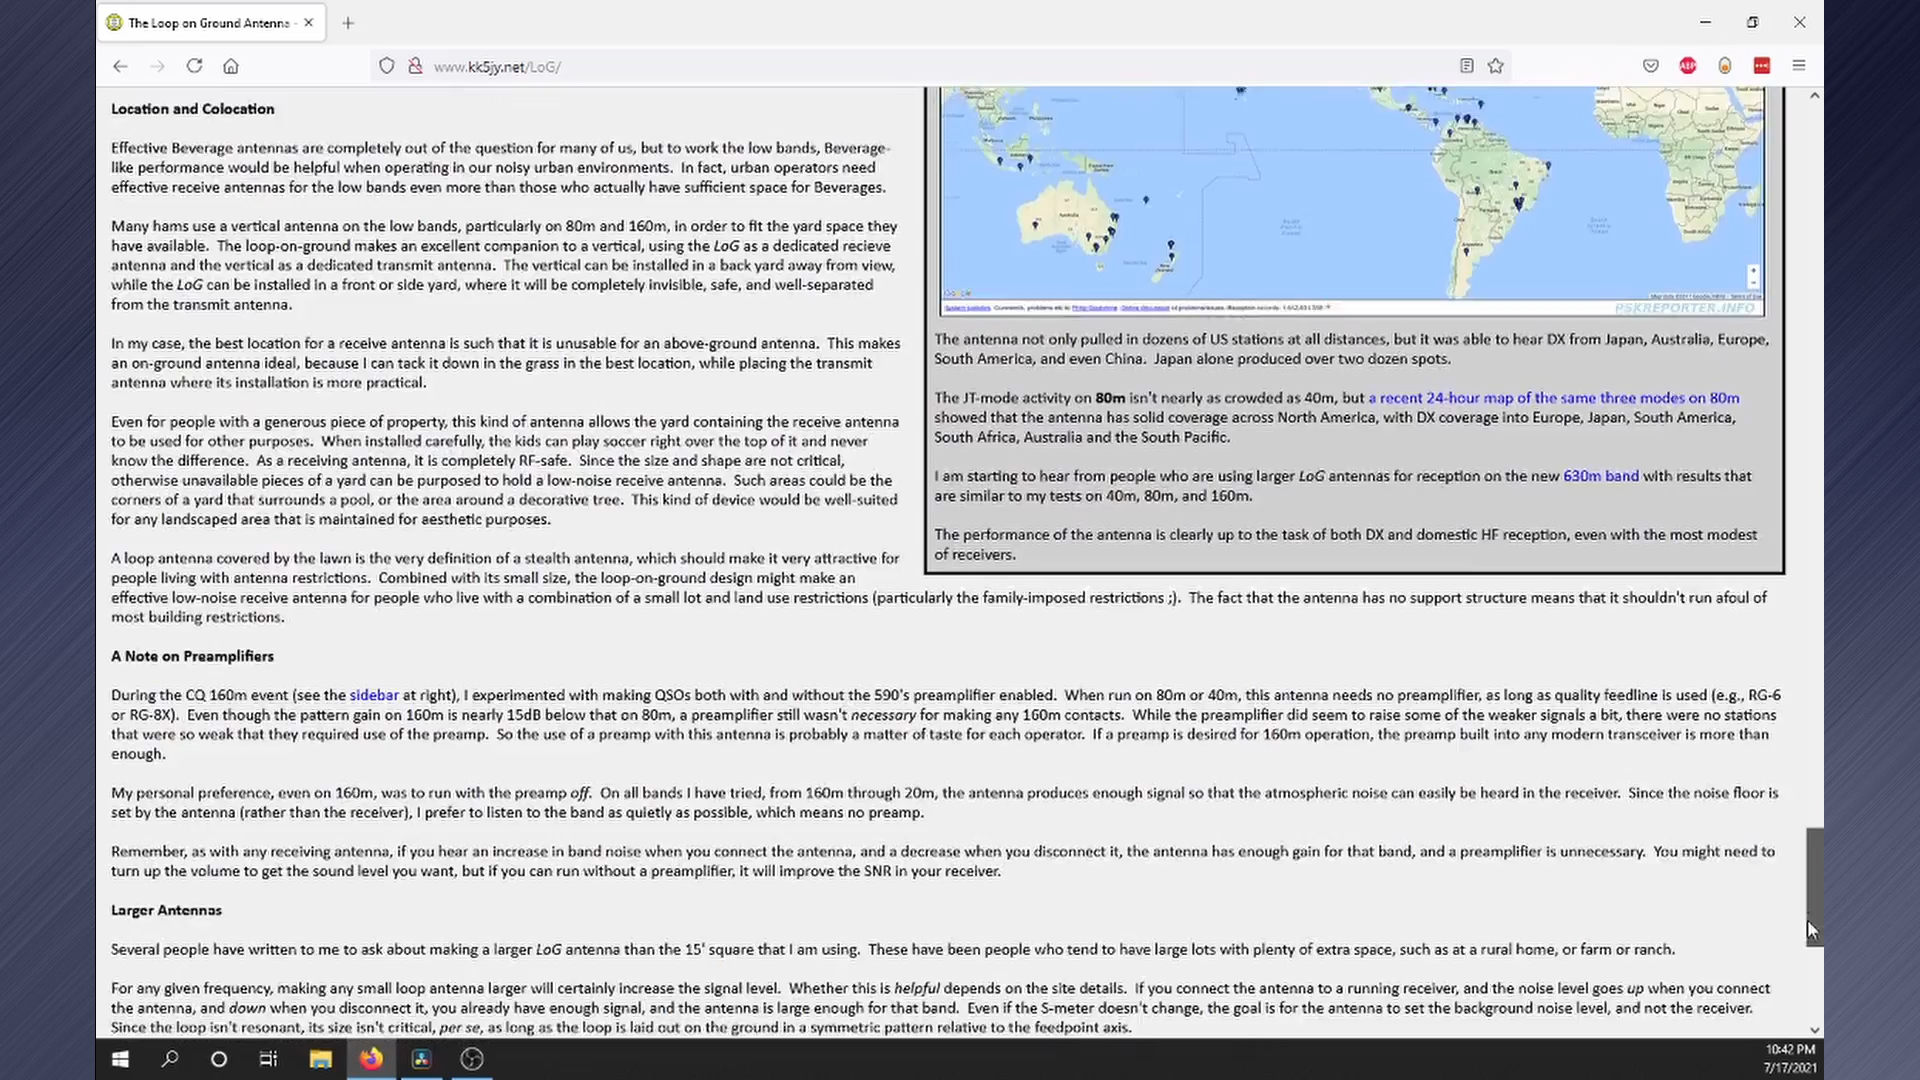 The Loop on Ground Antenna -
www.kk5jy.net/LoG/
ABP
Location and Colocation
Effective Beverage antennas are completely out of the question for many of us, but to work the low bands, Beverage-
like performance would be helpful when operating in our noisy urban environments. In fact, urban operators need
effective receive antennas for the low bands even more than those who actually have sufficient space for Beverages.
Many hams use a vertical antenna on the low bands, particularly on 80m and 160m, in order to fit the yard space they
have available. The loop-on-ground makes an excellent companion to a vertical, using the LoG as a dedicated recieve
antenna and the vertical as a dedicated transmit antenna. The vertical can be installed in a back yard away from view,
while the LoG can be installed in a front or side yard, where it will be completely invisible, safe, and well-separated
from the transmit antenna.
In my case, the best location for a receive antenna is such that it is unusable for an above-ground antenna. This makes
an on-ground antenna ideal, because I can tack it down in the grass in the best location, while placing the transmit
antenna where its installation is more practical.
Even for people with a generous piece of property, this kind of antenna allows the yard containing the receive antenna
to be used for other purposes. When installed carefully, the kids can play soccer right over the top of it and never
know the difference. As a receiving antenna, it is completely RF-safe. Since the size and shape are not critical,
otherwise unavailable pieces of a yard can be purposed to hold a low-noise receive antenna. Such areas could be the
corners of a yard that surrounds a pool, or the area around a decorative tree. This kind of device would be well-suited
for any landscaped area that is maintained for aesthetic purposes.
A loop antenna covered by the lawn is the very definition of a stealth antenna, which should make it very attractive for
people living with antenna restrictions. Combined with its small size, the loop-on-ground design might make an
effective low-noise receive antenna for people who live with a combination of a small lot and land use restrictions (particularly the family-imposed restrictions ;). The fact that the antenna has no support structure means that it shouldn't run afoul of
most building restrictions.
Australia
PSKREPORTER.INFO
The antenna not only pulled in dozens of US stations at all distances, but it was able to hear DX from Japan, Australia, Europe,
South America, and even China. Japan alone produced over two dozen spots.
The JT-mode activity on 80m isn't nearly as crowded as 40m, but a recent 24-hour map of the same three modes on 80m
showed that the antenna has solid coverage across North America, with DX coverage into Europe, Japan, South America,
South Africa, Australia and the South Pacific.
I am starting to hear from people who are using larger LoG antennas for reception on the new 630m band with results that
are similar to my tests on 40m, 80m, and 160m.
The performance of the antenna is clearly up to the task of both DX and domestic HF reception, even with the most modest
of receivers.
A Note on Preamplifiers
During the CQ 160m event (see the sidebar at right), I experimented with making QSOs both with and without the 590's preamplifier enabled. When run on 80m or 40m, this antenna needs no preamplifier, as long as quality feedline is used (e.g., RG-6
or RG-8X). Even though the pattern gain on 160m is nearly 15dB below that on 80m, a preamplifier still wasn't necessary for making any 160m contacts. While the preamplifier did seem to raise some of the weaker signals a bit, there were no stations
that were so weak that they required use of the preamp. So the use of a preamp with this antenna is probably a matter of taste for each operator. If a preamp is desired for 160m operation, the preamp built into any modern transceiver is more than
enough.
My personal preference, even on 160m, was to run with the preamp off. On all bands I have tried, from 160m through 20m, the antenna produces enough signal so that the atmospheric noise can easily be heard in the receiver. Since the noise floor is
set by the antenna (rather than the receiver), I prefer to listen to the band as quietly as possible, which means no preamp.
Remember, as with any receiving antenna, if you hear an increase in band noise when you connect the antenna, and a decrease when you disconnect it, the antenna has enough gain for that band, and a preamplifier is unnecessary. You might need to
turn up the volume to get the sound level you want, but if you can run without a preamplifier, it will improve the SNR in your receiver.
Larger Antennas
Several people have written to me to ask about making a larger LoG antenna than the 15' square that I am using. These have been people who tend to have large lots with plenty of extra space, such as at a rural home, or farm or ranch.
For any given frequency, making any small loop antenna larger will certainly increase the signal level. Whether this is helpful depends on the site details. If you connect the antenna to a running receiver, and the noise level goes up when you connect
the antenna, and down when you disconnect it, you already have enough signal, and the antenna is large enough for that band. Even if the S-meter doesn't change, the goal is for the antenna to set the background noise level, and not the receiver.
Since the loop isn't resonant, its size isn't critical, per se, as long as the loop is laid out on the ground in a symmetric pattern relative to the feedpoint axis.
10:42 PM
7/17/2021